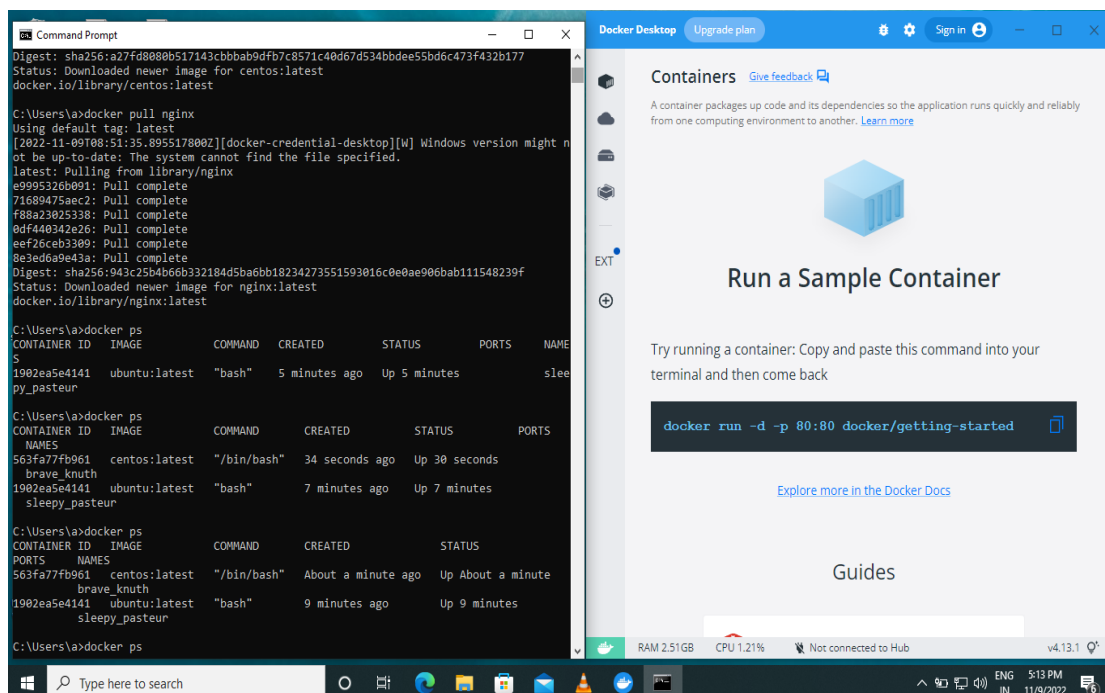 Command Prompt
Digest: sha256:a27fd8080b517143cbbbab9dfb7c8571c40d67d534bbdee55bd6c473f432b177
Status: Downloaded newer image for centos:latest
docker.io/library/centos:latest
C:\Users\a>docker pull nginx
Using default tag: latest
[2022-11-09T08:51:35.895517800Z][docker-credential-desktop][W] Windows version might n
ot be up-to-date: The system cannot find the file specified.
latest: Pulling from library/nginx
e9995326b091: Pull complete
71689475aec2: Pull complete
f88a23025338: Pull complete
0df440342e26: Pull complete
eef26ceb3309: Pull complete
8e3ed6a9e43a: Pull complete
Digest: sha256:943c25b4b66b332184d5ba6bb18234273551593016c0e0ae906bab111548239f
Status: Downloaded newer image for nginx:latest
docker.io/library/nginx:latest
C:\Users\a>docker ps
CONTAINER ID IMAGE COMMAND CREATED STATUS PORTS NAME
S
1902ea5e4141 ubuntu:latest "bash" 5 minutes ago Up 5 minutes slee
py_pasteur
C:\Users\a>docker ps
CONTAINER ID IMAGE COMMAND CREATED STATUS PORTS
NAMES
563fa77fb961 centos:latest "/bin/bash" 34 seconds ago Up 30 seconds
brave_knuth
1902ea5e4141 ubuntu:latest "bash" 7 minutes ago Up 7 minutes
sleepy_pasteur
C:\Users\a>docker ps
CONTAINER ID IMAGE COMMAND CREATED STATUS
PORTS NAMES
563fa77fb961 centos:latest "/bin/bash" About a minute ago Up About a minute
brave_knuth
1902ea5e4141 ubuntu:latest "bash" 9 minutes ago Up 9 minutes
sleepy_pasteur
C:\Users\a>docker ps
Docker Desktop Upgrade plan Sign in
EXT
Containers Give feedback
A container packages up code and its dependencies so the application runs quickly and reliably
from one computing environment to another. Learn more
Run a Sample Container
Try running a container: Copy and paste this command into your
terminal and then come back
docker run -d -p 80:80 docker/getting-started
Explore more in the Docker Docs
Guides
RAM 2.51GB CPU 1.21% Not connected to Hub v4.13.1
Type here to search
ENG 5:13 PM
IN 11/9/2022 6